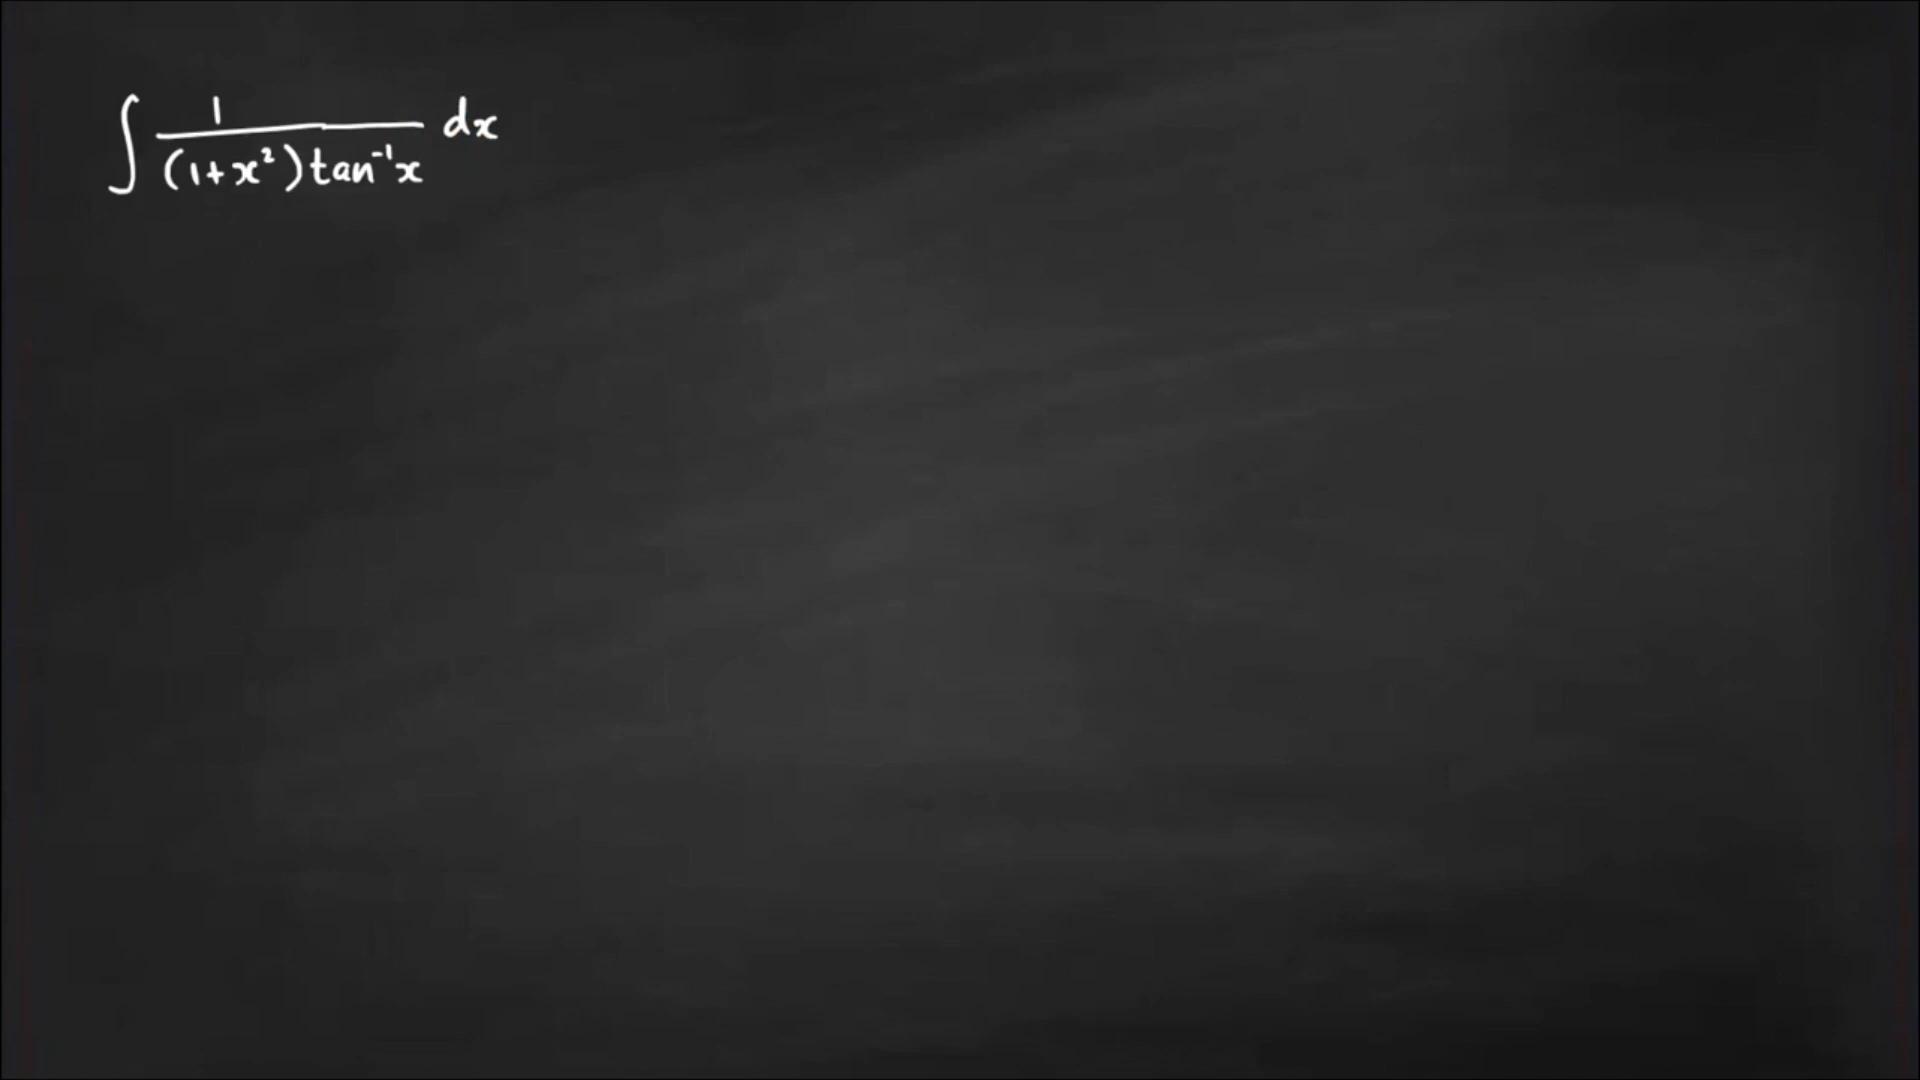 ∫ 1/((1+x²)tan⁻¹x) dx